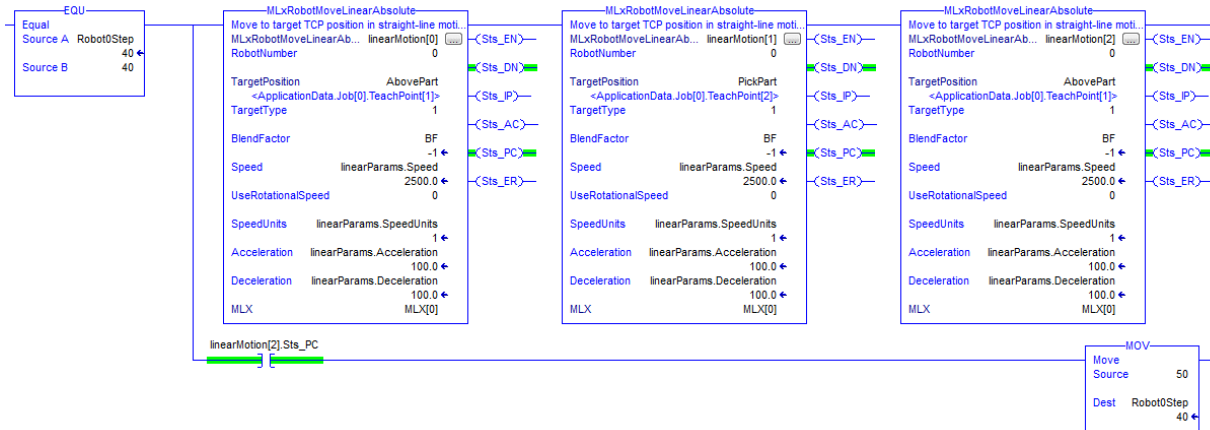 EQU
Equal
Source A Robot0Step
40
Source B 40
MLxRobotMoveLinearAbsolute
Move to target TCP position in straight-line moti...
MLxRobotMoveLinearAb... linearMotion[0] ...
RobotNumber 0
TargetPosition AbovePart
<ApplicationData.Job[0].TeachPoint[1]>
TargetType 1
BlendFactor BF
-1
Speed linearParams.Speed
2500.0
UseRotationalSpeed 0
SpeedUnits linearParams.SpeedUnits
1
Acceleration linearParams.Acceleration
100.0
Deceleration linearParams.Deceleration
100.0
MLX MLX[0]
Sts_EN
Sts_DN
Sts_IP
Sts_AC
Sts_PC
Sts_ER
MLxRobotMoveLinearAbsolute
Move to target TCP position in straight-line moti...
MLxRobotMoveLinearAb... linearMotion[1] ...
RobotNumber 0
TargetPosition PickPart
<ApplicationData.Job[0].TeachPoint[2]>
TargetType 1
BlendFactor BF
-1
Speed linearParams.Speed
2500.0
UseRotationalSpeed 0
SpeedUnits linearParams.SpeedUnits
1
Acceleration linearParams.Acceleration
100.0
Deceleration linearParams.Deceleration
100.0
MLX MLX[0]
Sts_EN
Sts_DN
Sts_IP
Sts_AC
Sts_PC
Sts_ER
MLxRobotMoveLinearAbsolute
Move to target TCP position in straight-line moti...
MLxRobotMoveLinearAb... linearMotion[2] ...
RobotNumber 0
TargetPosition AbovePart
<ApplicationData.Job[0].TeachPoint[1]>
TargetType 1
BlendFactor BF
-1
Speed linearParams.Speed
2500.0
UseRotationalSpeed 0
SpeedUnits linearParams.SpeedUnits
1
Acceleration linearParams.Acceleration
100.0
Deceleration linearParams.Deceleration
100.0
MLX MLX[0]
Sts_EN
Sts_DN
Sts_IP
Sts_AC
Sts_PC
Sts_ER
linearMotion[2].Sts_PC
MOV
Move
Source 50
Dest Robot0Step
40